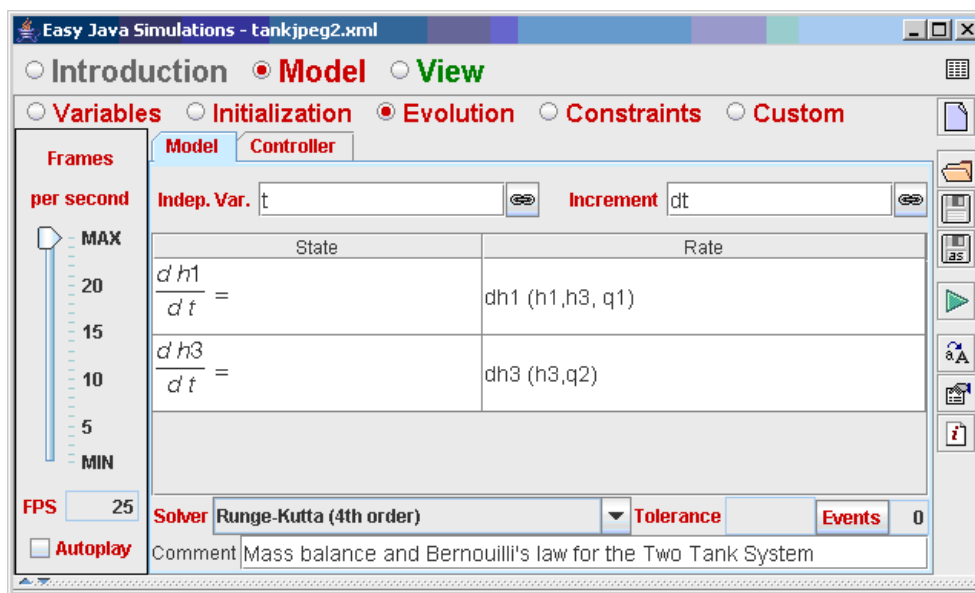 Easy Java Simulations - tankjpeg2.xml
Introduction Model View
Variables Initialization Evolution Constraints Custom
Frames
per second
MAX
20
15
10
5
MIN
FPS 25
Autoplay
Model Controller
Indep. Var. t Increment dt
State Rate
d h1
d t
= dh1 (h1,h3, q1)
d h3
d t
= dh3 (h3,q2)
Solver Runge-Kutta (4th order) Tolerance Events 0
Comment Mass balance and Bernouilli's law for the Two Tank System
as
aA
i